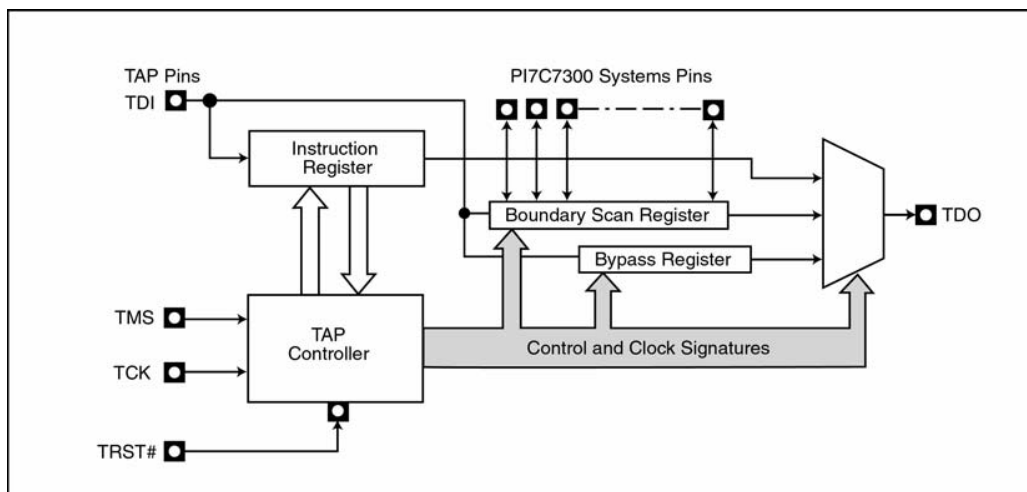 TAP Pins
TDI
PI7C7300 Systems Pins
Instruction
Register
Boundary Scan Register
TDO
Bypass Register
TMS
TAP
Controller
Control and Clock Signatures
TCK
TRST#